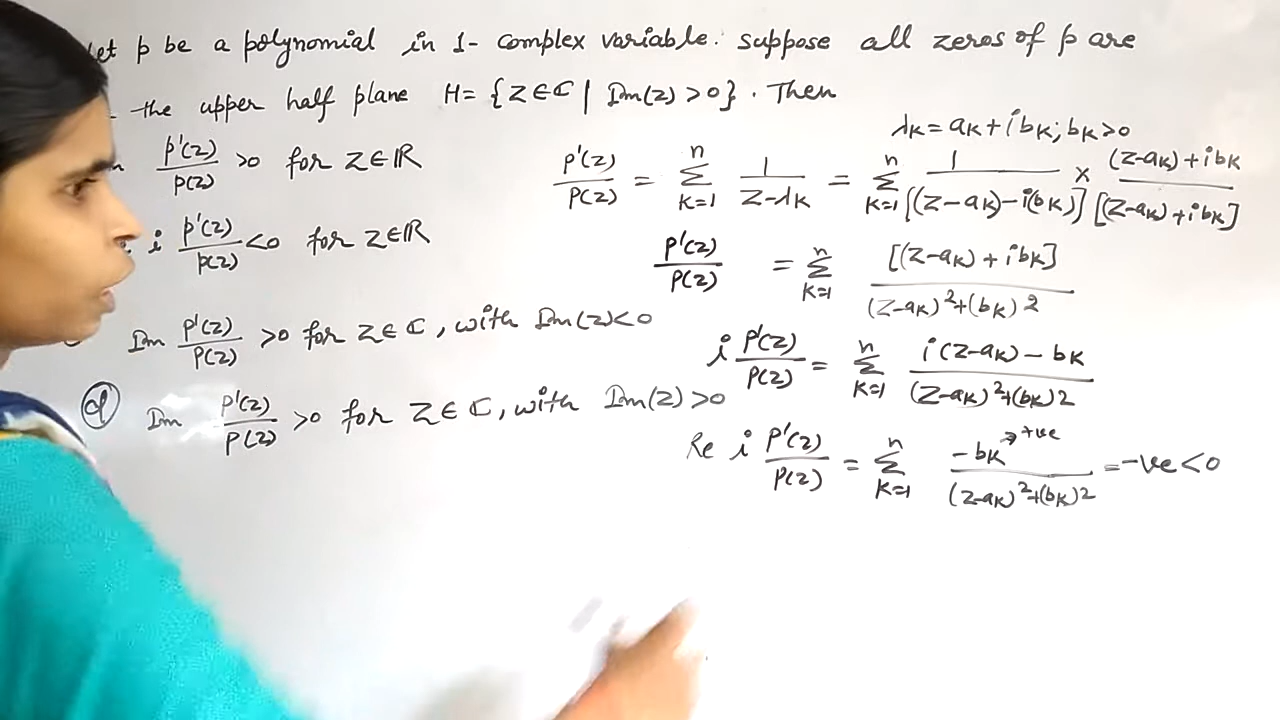 et p be a polynomial in 1- complex variable. suppose all zeros of p are
the upper half plane H= {Z∈ℂ | Im(z) >0}. Then
p'(z)/p(z) >0 for z∈ℝ
i p'(z)/p(z) <0 for z∈ℝ
Im p'(z)/p(z) >0 for z∈ℂ, with Im(z)<0
d Im p'(z)/p(z) >0 for z∈ℂ, with Im(z) >0
λK = aK + i bK; bK>0
p'(z)/p(z) = Σ_{K=1}^{n} 1/(z-λK) = Σ_{K=1}^{n} 1/[(z-aK)-i(bK)] × (z-aK)+ibK/[(z-aK)+ibK]
p'(z)/p(z) = Σ_{K=1}^{n} [(z-aK)+ibK]/(z-aK)²+(bK)2
i p'(z)/p(z) = Σ_{K=1}^{n} i(z-aK)-bK/(z-aK)²+(bK)2
Re i p'(z)/p(z) = Σ_{K=1}^{n} -bK→+ve/(z-aK)²+(bK)2 = -ve <0